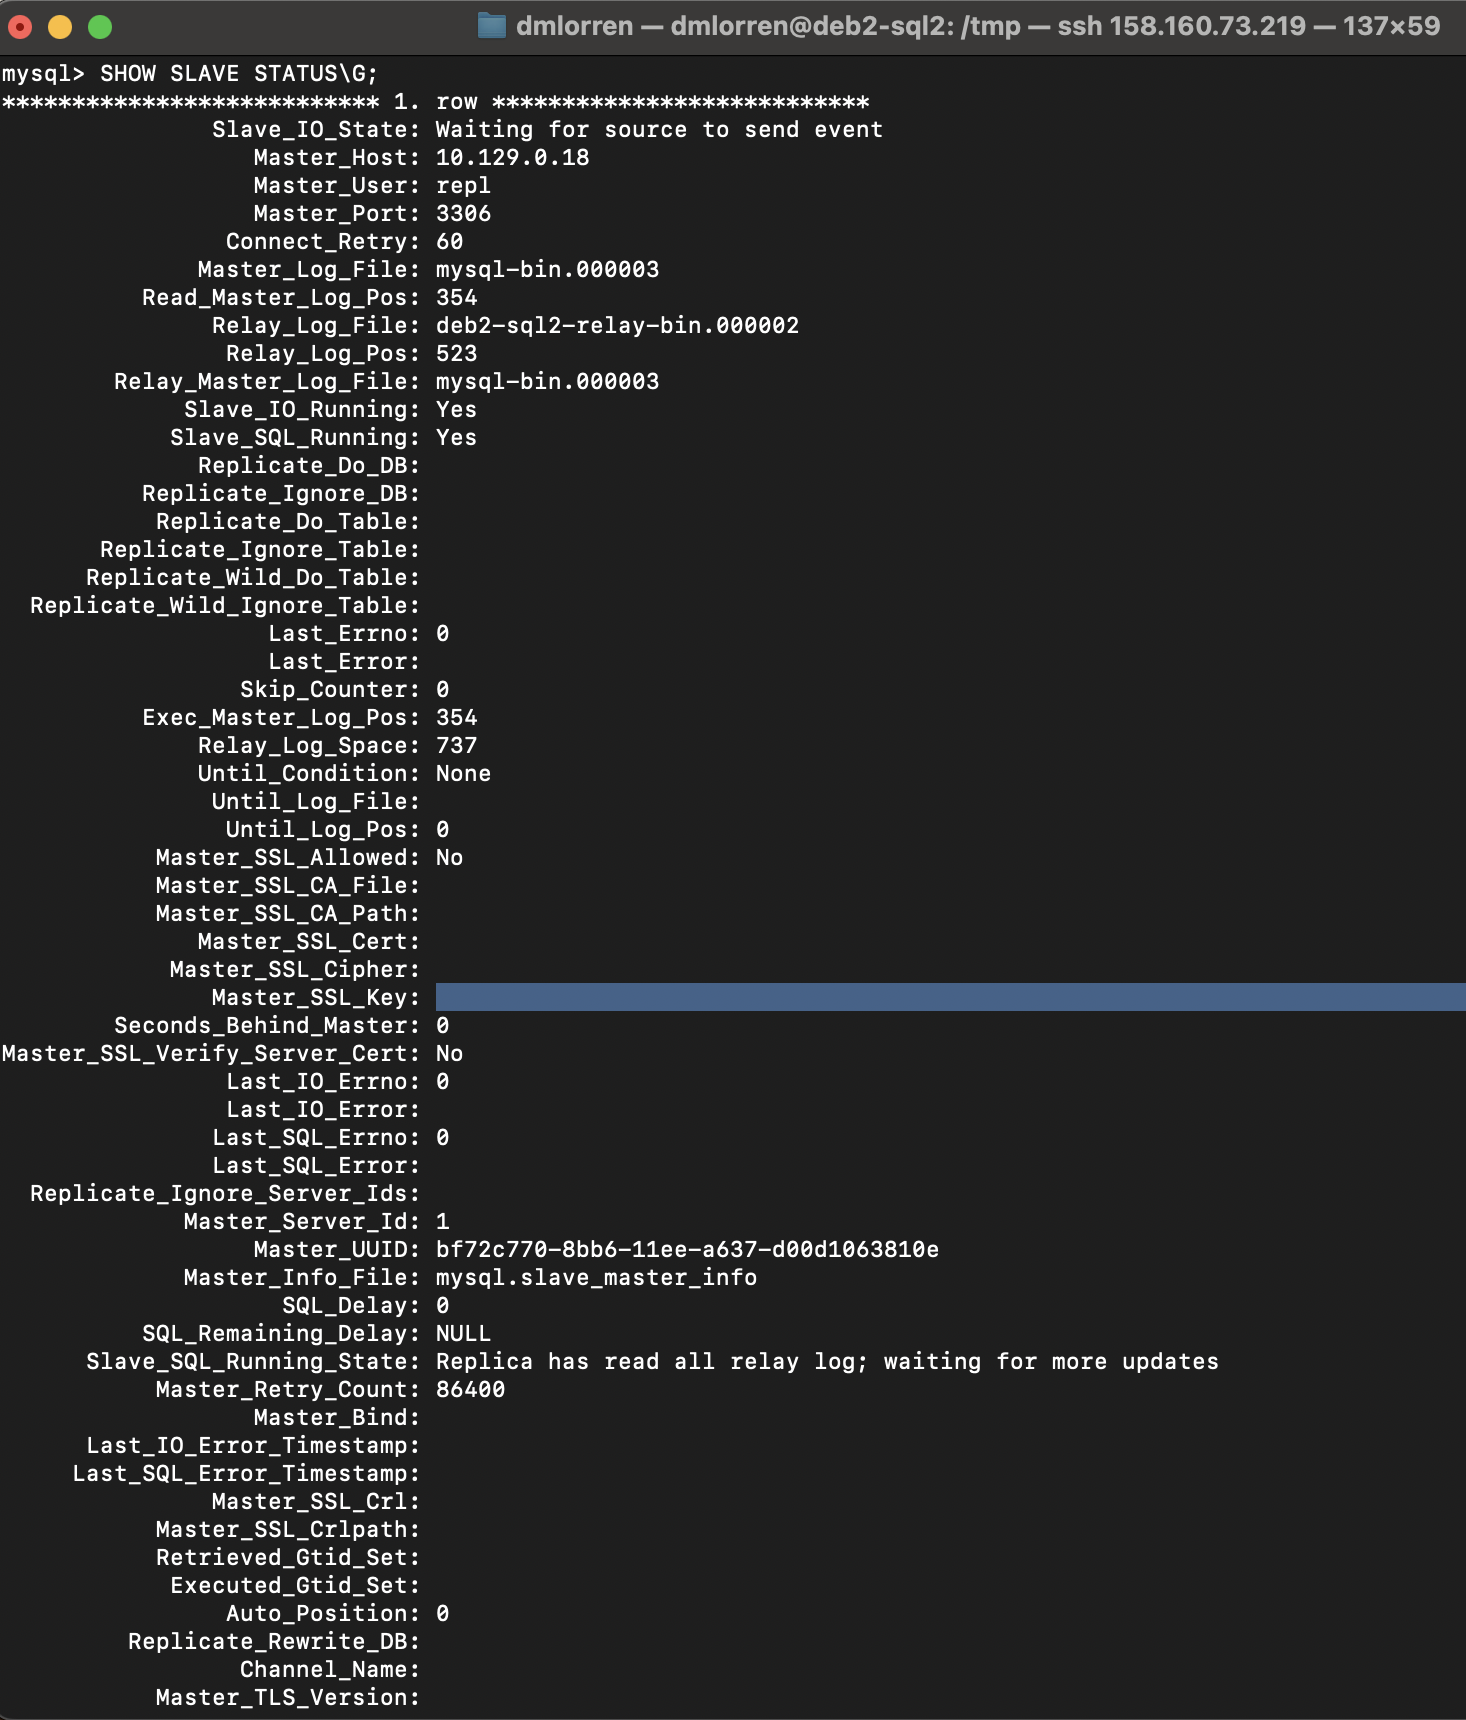 dmlorren — dmlorren@deb2-sql2: /tmp — ssh 158.160.73.219 — 137×59
mysql> SHOW SLAVE STATUS\G;
*************************** 1. row ***************************
Slave_IO_State: Waiting for source to send event
Master_Host: 10.129.0.18
Master_User: repl
Master_Port: 3306
Connect_Retry: 60
Master_Log_File: mysql-bin.000003
Read_Master_Log_Pos: 354
Relay_Log_File: deb2-sql2-relay-bin.000002
Relay_Log_Pos: 523
Relay_Master_Log_File: mysql-bin.000003
Slave_IO_Running: Yes
Slave_SQL_Running: Yes
Replicate_Do_DB:
Replicate_Ignore_DB:
Replicate_Do_Table:
Replicate_Ignore_Table:
Replicate_Wild_Do_Table:
Replicate_Wild_Ignore_Table:
Last_Errno: 0
Last_Error:
Skip_Counter: 0
Exec_Master_Log_Pos: 354
Relay_Log_Space: 737
Until_Condition: None
Until_Log_File:
Until_Log_Pos: 0
Master_SSL_Allowed: No
Master_SSL_CA_File:
Master_SSL_CA_Path:
Master_SSL_Cert:
Master_SSL_Cipher:
Master_SSL_Key:
Seconds_Behind_Master: 0
Master_SSL_Verify_Server_Cert: No
Last_IO_Errno: 0
Last_IO_Error:
Last_SQL_Errno: 0
Last_SQL_Error:
Replicate_Ignore_Server_Ids:
Master_Server_Id: 1
Master_UUID: bf72c770-8bb6-11ee-a637-d00d1063810e
Master_Info_File: mysql.slave_master_info
SQL_Delay: 0
SQL_Remaining_Delay: NULL
Slave_SQL_Running_State: Replica has read all relay log; waiting for more updates
Master_Retry_Count: 86400
Master_Bind:
Last_IO_Error_Timestamp:
Last_SQL_Error_Timestamp:
Master_SSL_Crl:
Master_SSL_Crlpath:
Retrieved_Gtid_Set:
Executed_Gtid_Set:
Auto_Position: 0
Replicate_Rewrite_DB:
Channel_Name:
Master_TLS_Version: